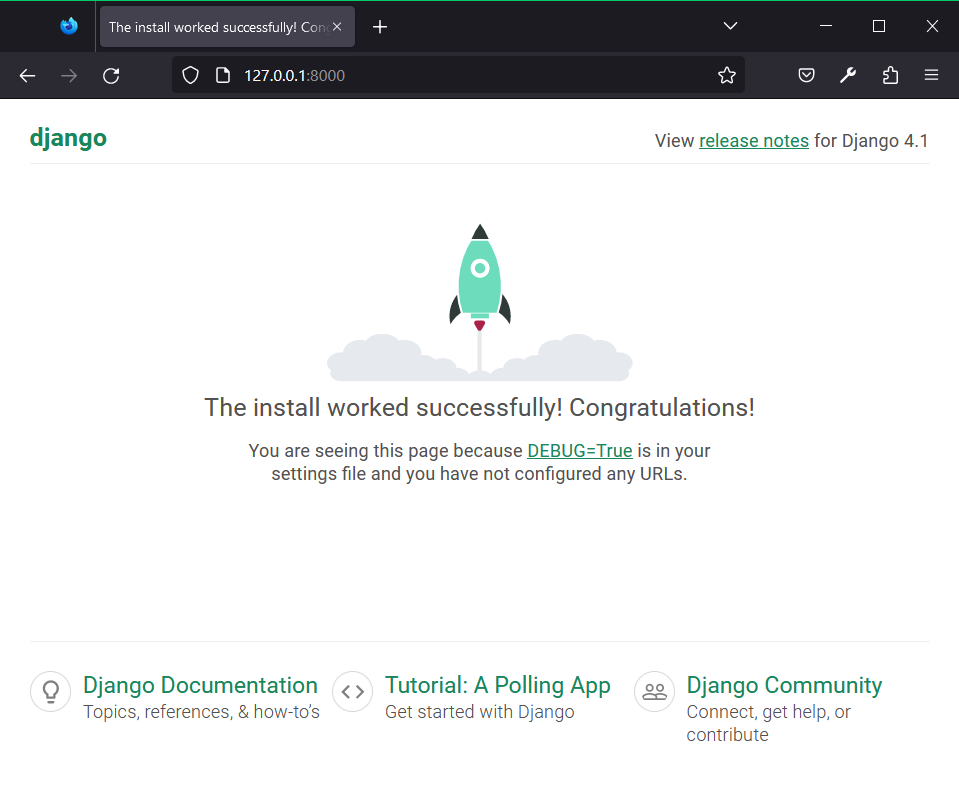 The install worked successfully! Con
127.0.0.1:8000
django
View release notes for Django 4.1
The install worked successfully! Congratulations!
You are seeing this page because DEBUG=True is in your
settings file and you have not configured any URLs.
Django Documentation
Topics, references, & how-to’s
Tutorial: A Polling App
Get started with Django
Django Community
Connect, get help, or
contribute